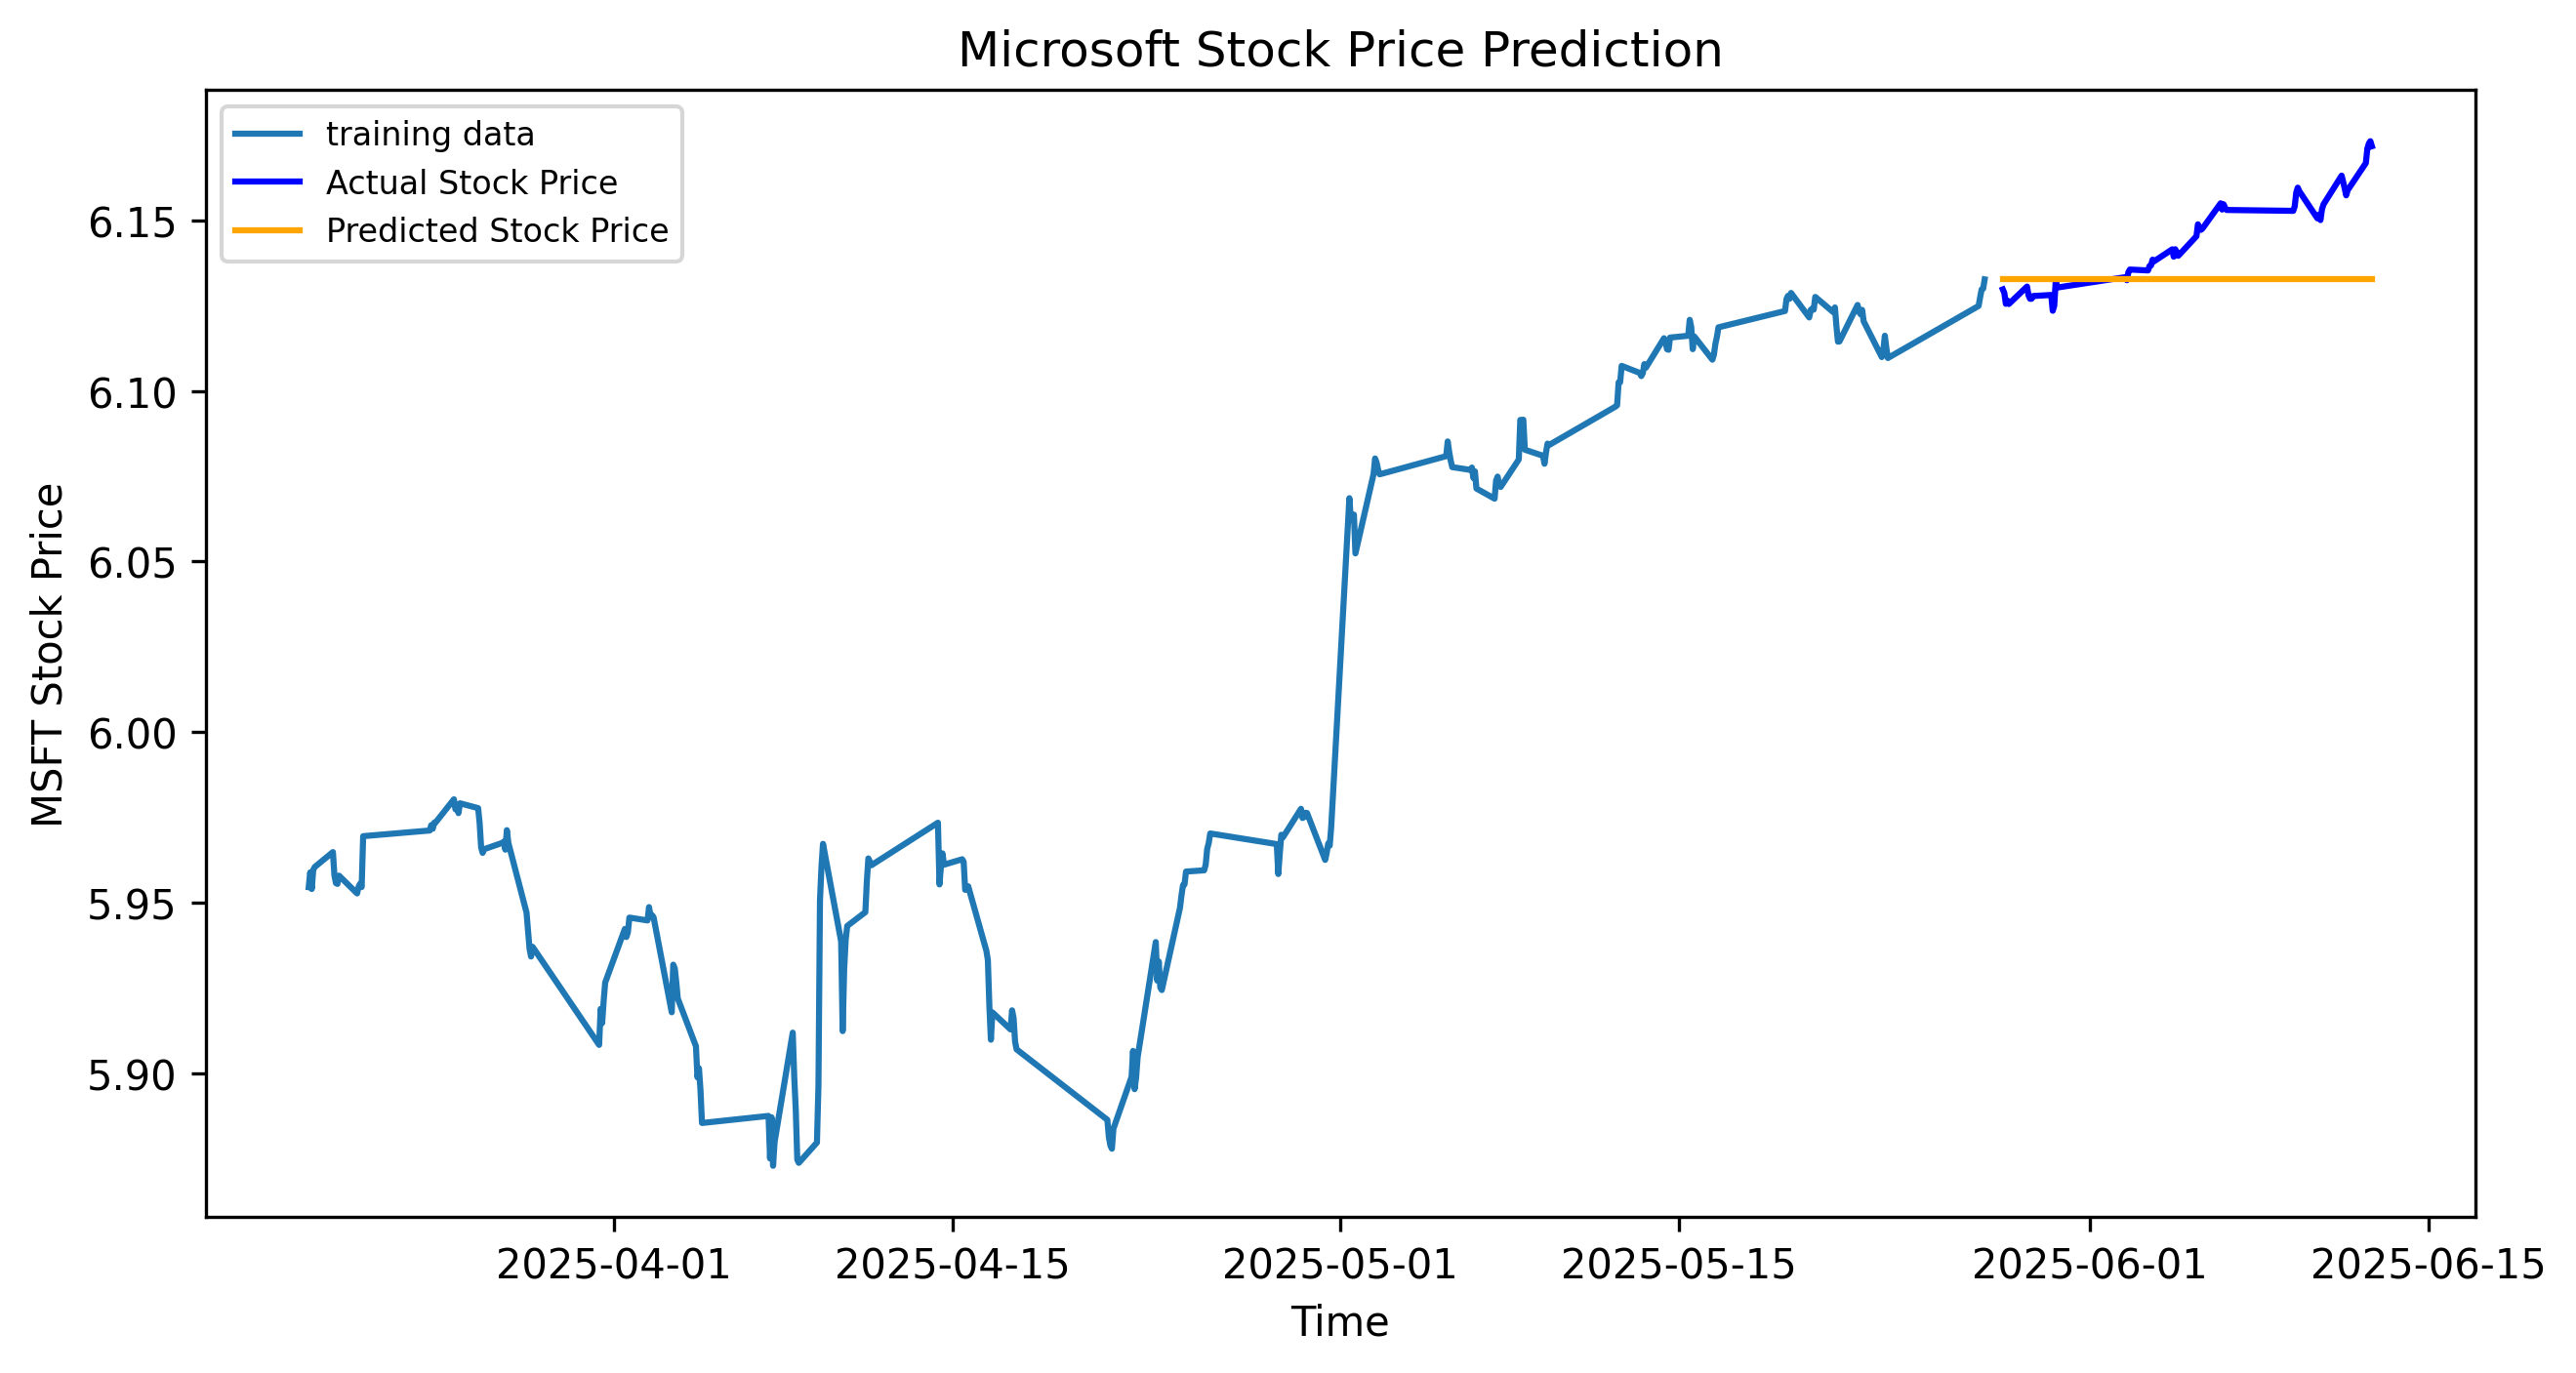 Microsoft Stock Price Prediction
training data
Actual Stock Price
Predicted Stock Price
MSFT Stock Price
6.15
6.10
6.05
6.00
5.95
5.90
2025-04-01
2025-04-15
2025-05-01
2025-05-15
2025-06-01
2025-06-15
Time